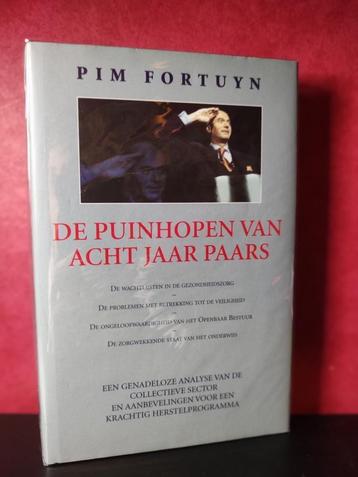 PIM FORTUYN
DE PUINHOPEN VAN
ACHT JAAR PAARS
DE WACHTLIJSTEN IN DE GEZONDHEIDSZORG
–
DE PROBLEMEN MET BETREKKING TOT DE VEILIGHEID
–
DE ONGELOOFWAARDIGHEID VAN HET OPENBAAR BESTUUR
–
DE ZORGWEKKENDE STAAT VAN HET ONDERWIJS
EEN GENADELOZE ANALYSE VAN DE
COLLECTIEVE SECTOR
EN AANBEVELINGEN VOOR EEN
KRACHTIG HERSTELPROGRAMMA